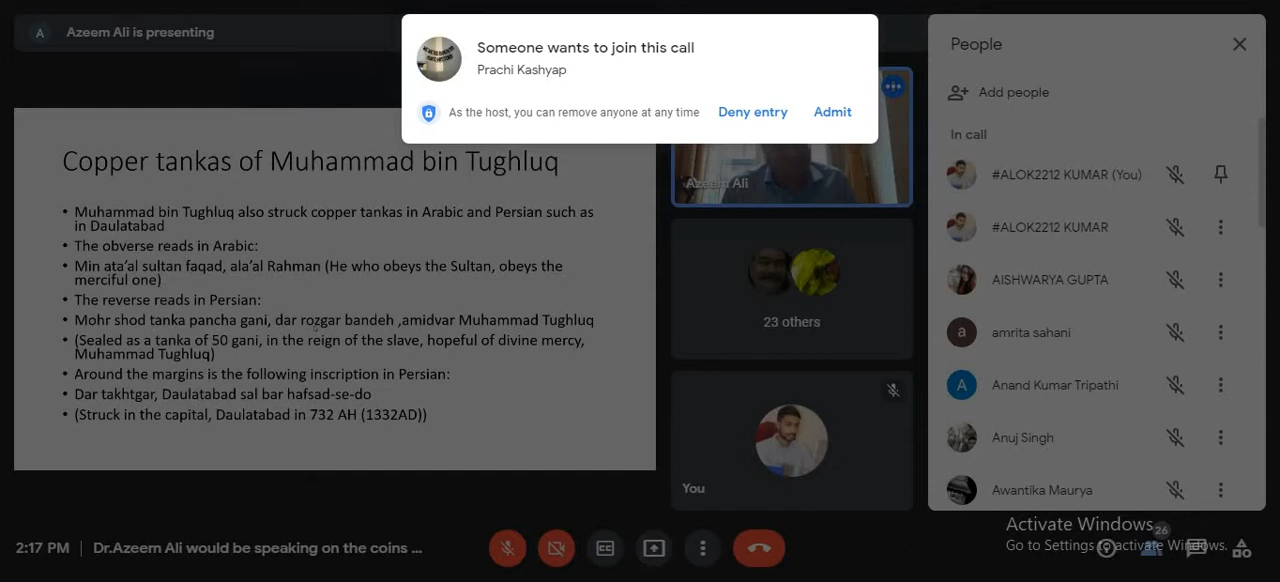 A
Azeem Ali is presenting
Someone wants to join this call
Prachi Kashyap
As the host, you can remove anyone at any time
Deny entry
Admit
Copper tankas of Muhammad bin Tughluq
• Muhammad bin Tughluq also struck copper tankas in Arabic and Persian such as
in Daulatabad
• The obverse reads in Arabic:
• Min ata’al sultan faqad, ala’al Rahman (He who obeys the Sultan, obeys the
merciful one)
• The reverse reads in Persian:
• Mohr shod tanka pancha gani, dar rozgar bandeh ,amidvar Muhammad Tughluq
• (Sealed as a tanka of 50 gani, in the reign of the slave, hopeful of divine mercy,
Muhammad Tughluq)
• Around the margins is the following inscription in Persian:
• Dar takhtgar, Daulatabad sal bar hafsad-se-do
• (Struck in the capital, Daulatabad in 732 AH (1332AD))
Azeem Ali
23 others
You
People
Add people
In call
#ALOK2212 KUMAR (You)
#ALOK2212 KUMAR
AISHWARYA GUPTA
a
amrita sahani
A
Anand Kumar Tripathi
Anuj Singh
Awantika Maurya
2:17 PM | Dr.Azeem Ali would be speaking on the coins ...
CC
26
Activate Windows
Go to Settings to activate Windows.